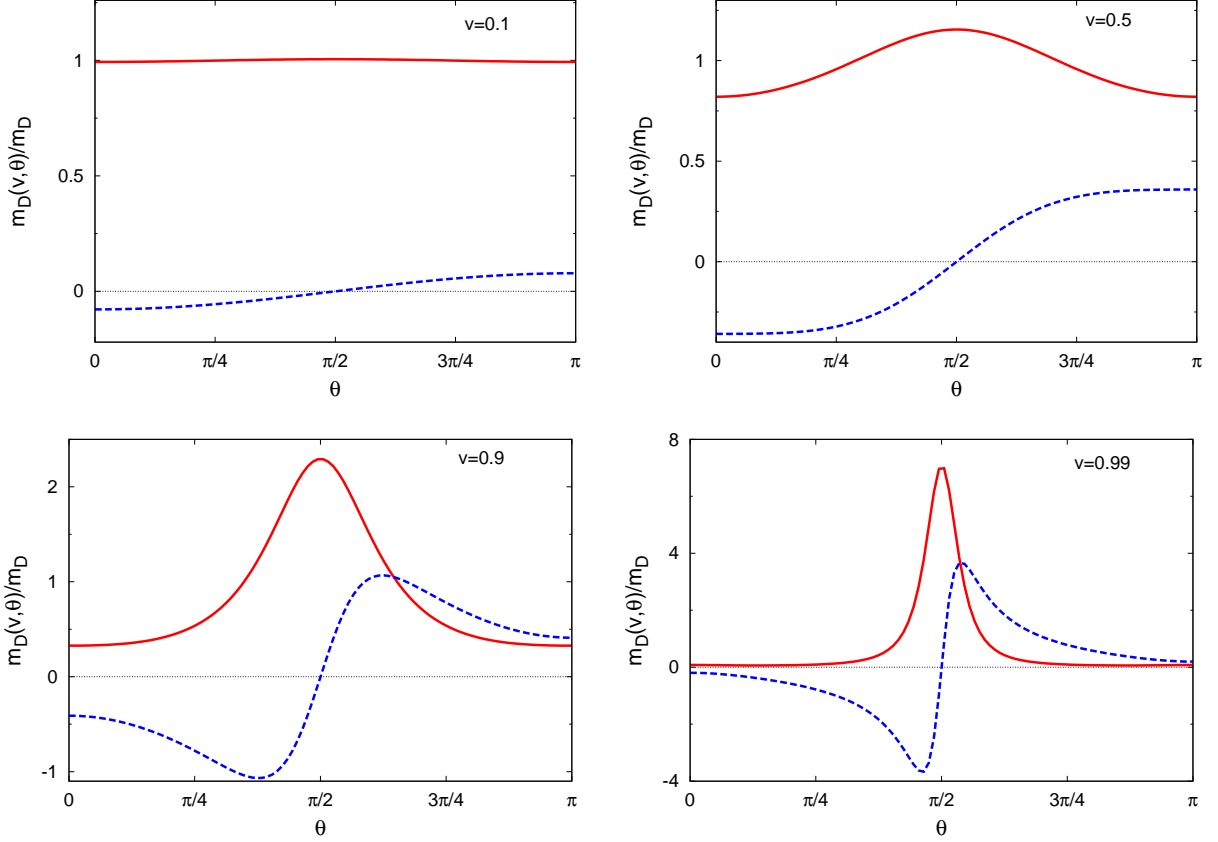 v=0.1
1
0.5
0
m_D(v,θ)/m_D
0
π/4
π/2
3π/4
π
θ
v=0.5
1
0.5
0
m_D(v,θ)/m_D
0
π/4
π/2
3π/4
π
θ
v=0.9
2
1
0
-1
m_D(v,θ)/m_D
0
π/4
π/2
3π/4
π
θ
v=0.99
8
4
0
-4
m_D(v,θ)/m_D
0
π/4
π/2
3π/4
π
θ